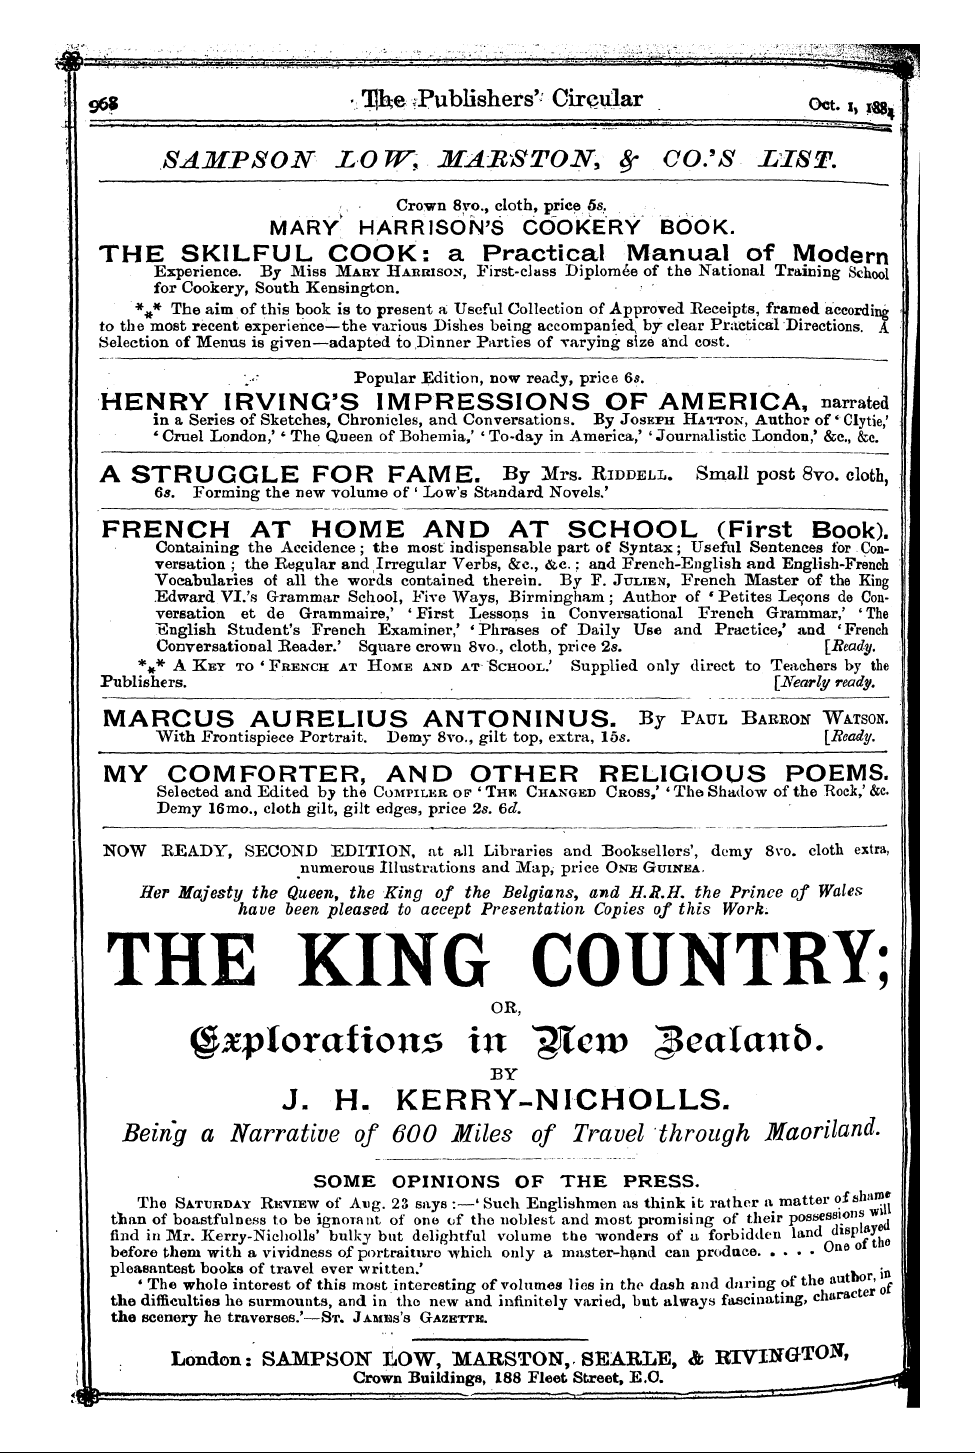 968 The Publishers' Circular Oct. 1, 1884
SAMPSON LOW, MARSTON, & CO.'S LIST.
Crown 8vo., cloth, price 5s.
MARY HARRISON'S COOKERY BOOK.
THE SKILFUL COOK: a Practical Manual of Modern
Experience. By Miss MARY HARRISON, First-class Diplomée of the National Training School
for Cookery, South Kensington.
*** The aim of this book is to present a Useful Collection of Approved Receipts, framed according
to the most recent experience—the various Dishes being accompanied by clear Practical Directions. A
Selection of Menus is given—adapted to Dinner Parties of varying size and cost.
Popular Edition, now ready, price 6s.
HENRY IRVING'S IMPRESSIONS OF AMERICA, narrated
in a Series of Sketches, Chronicles, and Conversations. By JOSEPH HATTON, Author of ' Clytie,'
' Cruel London,' ' The Queen of Bohemia,' ' To-day in America,' ' Journalistic London,' &c., &c.
A STRUGGLE FOR FAME. By Mrs. RIDDELL. Small post 8vo. cloth,
6s. Forming the new volume of ' Low's Standard Novels.'
FRENCH AT HOME AND AT SCHOOL (First Book).
Containing the Accidence ; the most indispensable part of Syntax ; Useful Sentences for Con-
versation ; the Regular and Irregular Verbs, &c., &c. ; and French-English and English-French
Vocabularies of all the words contained therein. By F. JULIEN, French Master of the King
Edward VI.'s Grammar School, Five Ways, Birmingham ; Author of ' Petites Leçons de Con-
versation et de Grammaire,' ' First Lessons in Conversational French Grammar,' ' The
English Student's French Examiner,' ' Phrases of Daily Use and Practice,' and ' French
Conversational Reader.' Square crown 8vo., cloth, price 2s. [Ready.
*** A KEY TO ' FRENCH AT HOME AND AT SCHOOL.' Supplied only direct to Teachers by the
Publishers. [Nearly ready.
MARCUS AURELIUS ANTONINUS. By PAUL BARRON WATSON.
With Frontispiece Portrait. Demy 8vo., gilt top, extra, 15s. [Ready.
MY COMFORTER, AND OTHER RELIGIOUS POEMS.
Selected and Edited by the COMPILER OF ' THE CHANGED CROSS,' ' The Shadow of the Rock,' &c.
Demy 16mo., cloth gilt, gilt edges, price 2s. 6d.
NOW READY, SECOND EDITION, at all Libraries and Booksellers', demy 8vo. cloth extra,
numerous Illustrations and Map, price ONE GUINEA.
Her Majesty the Queen, the King of the Belgians, and H.R.H. the Prince of Wales
have been pleased to accept Presentation Copies of this Work.
THE KING COUNTRY;
OR,
Explorations in New Zealand.
BY
J. H. KERRY-NICHOLLS.
Being a Narrative of 600 Miles of Travel through Maoriland.
SOME OPINIONS OF THE PRESS.
The SATURDAY REVIEW of Aug. 23 says :—' Such Englishmen as think it rather a matter of shame
than of boastfulness to be ignorant of one of the noblest and most promising of their possessions will
find in Mr. Kerry-Nicholls' bulky but delightful volume the wonders of a forbidden land displayed
before them with a vividness of portraiture which only a master-hand can produce. . . . . One of the
pleasantest books of travel ever written.'
' The whole interest of this most interesting of volumes lies in the dash and daring of the author, in
the difficulties he surmounts, and in the new and infinitely varied, but always fascinating, character of
the scenery he traverses.'—ST. JAMES'S GAZETTE.
London: SAMPSON LOW, MARSTON, SEARLE, & RIVINGTON,
Crown Buildings, 188 Fleet Street, E.C.